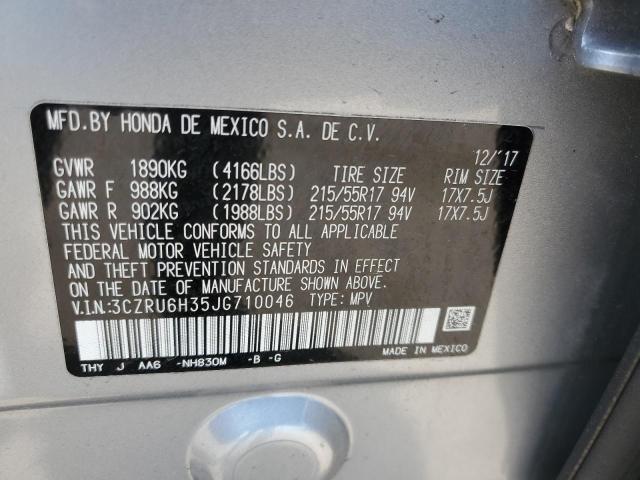 MFD.BY HONDA DE MEXICO S.A. DE C.V.
12/'17
GVWR 1890KG (4166LBS) TIRE SIZE RIM SIZE
GAWR F 988KG (2178LBS) 215/55R17 94V 17X7.5J
GAWR R 902KG (1988LBS) 215/55R17 94V 17X7.5J
THIS VEHICLE CONFORMS TO ALL APPLICABLE
FEDERAL MOTOR VEHICLE SAFETY
AND THEFT PREVENTION STANDARDS IN EFFECT
ON THE DATE OF MANUFACTURE SHOWN ABOVE.
V.I.N:3CZRU6H35JG710046 TYPE: MPV
MADE IN MEXICO
THY J AA6 -NH830M -B -G